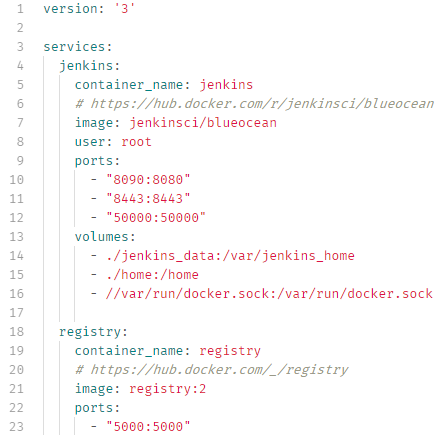 1 version: '3'
2
3 services:
4   jenkins:
5     container_name: jenkins
6     # https://hub.docker.com/r/jenkinsci/blueocean
7     image: jenkinsci/blueocean
8     user: root
9     ports:
10       - "8090:8080"
11       - "8443:8443"
12       - "50000:50000"
13     volumes:
14       - ./jenkins_data:/var/jenkins_home
15       - ./home:/home
16       - //var/run/docker.sock:/var/run/docker.sock
17
18   registry:
19     container_name: registry
20     # https://hub.docker.com/_/registry
21     image: registry:2
22     ports:
23       - "5000:5000"